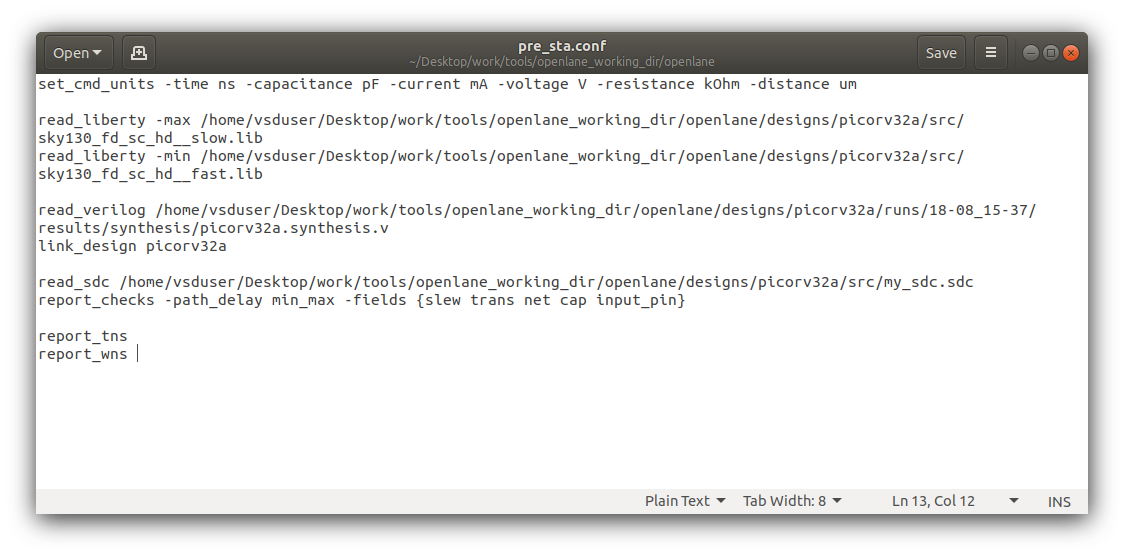 Open
pre_sta.conf
~/Desktop/work/tools/openlane_working_dir/openlane
Save
set_cmd_units -time ns -capacitance pF -current mA -voltage V -resistance kOhm -distance um
read_liberty -max /home/vsduser/Desktop/work/tools/openlane_working_dir/openlane/designs/picorv32a/src/
sky130_fd_sc_hd__slow.lib
read_liberty -min /home/vsduser/Desktop/work/tools/openlane_working_dir/openlane/designs/picorv32a/src/
sky130_fd_sc_hd__fast.lib
read_verilog /home/vsduser/Desktop/work/tools/openlane_working_dir/openlane/designs/picorv32a/runs/18-08_15-37/
results/synthesis/picorv32a.synthesis.v
link_design picorv32a
read_sdc /home/vsduser/Desktop/work/tools/openlane_working_dir/openlane/designs/picorv32a/src/my_sdc.sdc
report_checks -path_delay min_max -fields {slew trans net cap input_pin}
report_tns
report_wns
Plain Text Tab Width: 8 Ln 13, Col 12 INS